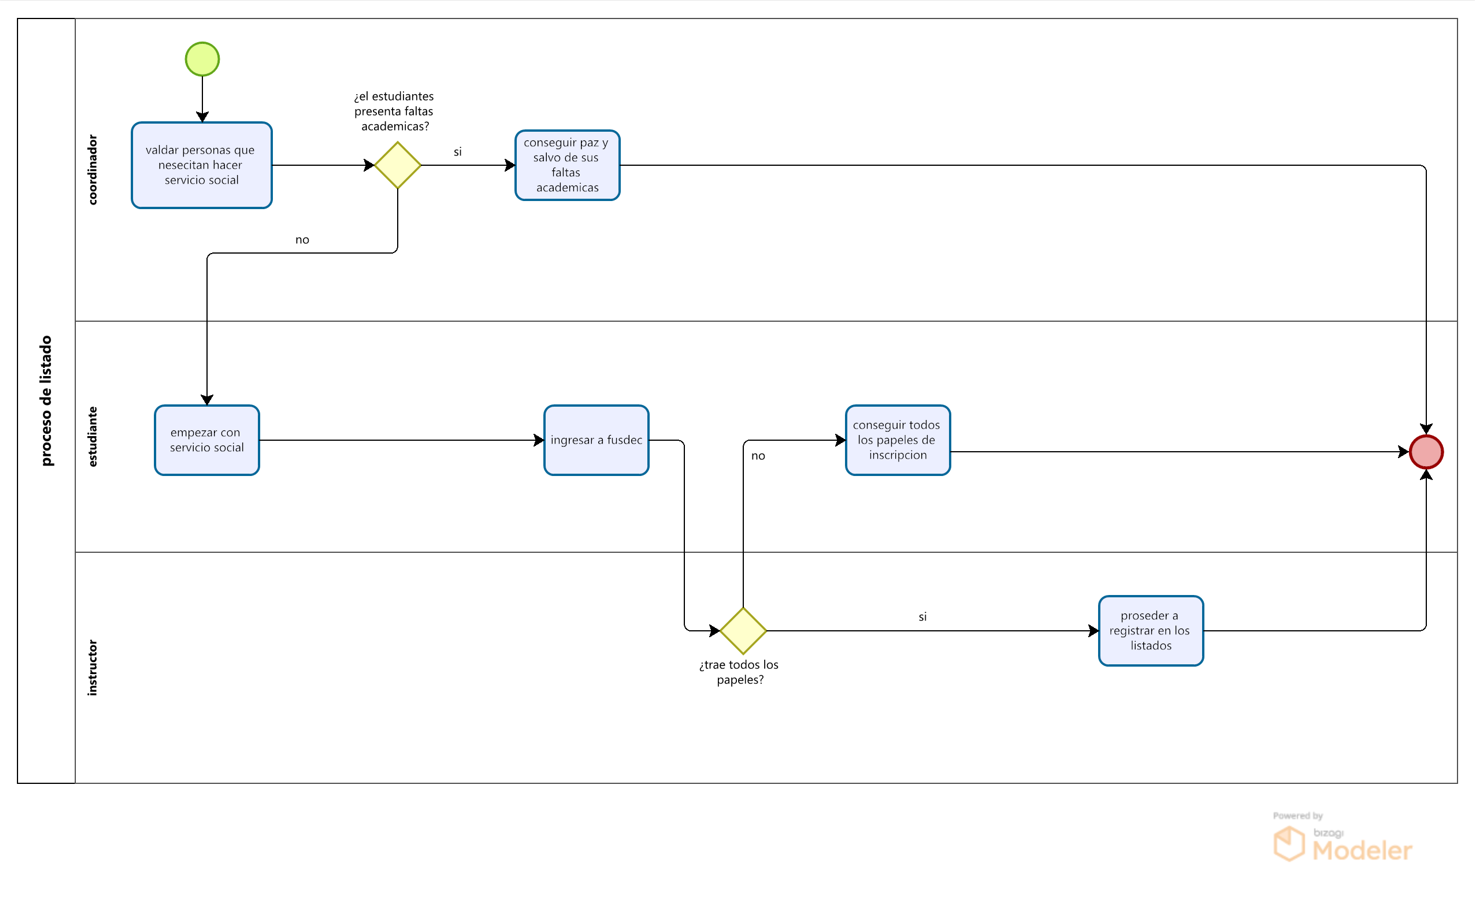 proceso de listado
coordinador
valdar personas que
nesecitan hacer
servicio social
¿el estudiantes
presenta faltas
academicas?
si
conseguir paz y
salvo de sus
faltas
academicas
no
estudiante
empezar con
servicio social
ingresar a fusdec
no
conseguir todos
los papeles de
inscripcion
instructor
¿trae todos los
papeles?
si
proseder a
registrar en los
listados
Powered by
bizagi
Modeler